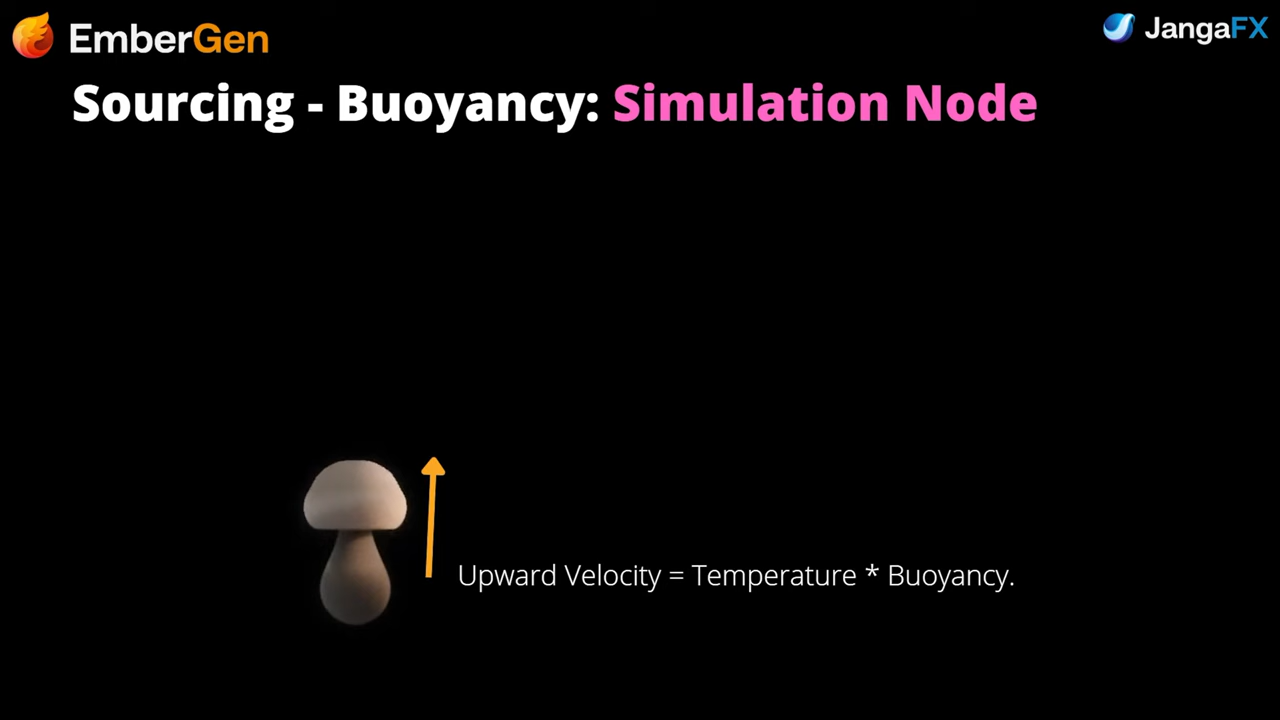 EmberGen
JangaFX
Sourcing - Buoyancy: Simulation Node
Upward Velocity = Temperature * Buoyancy.